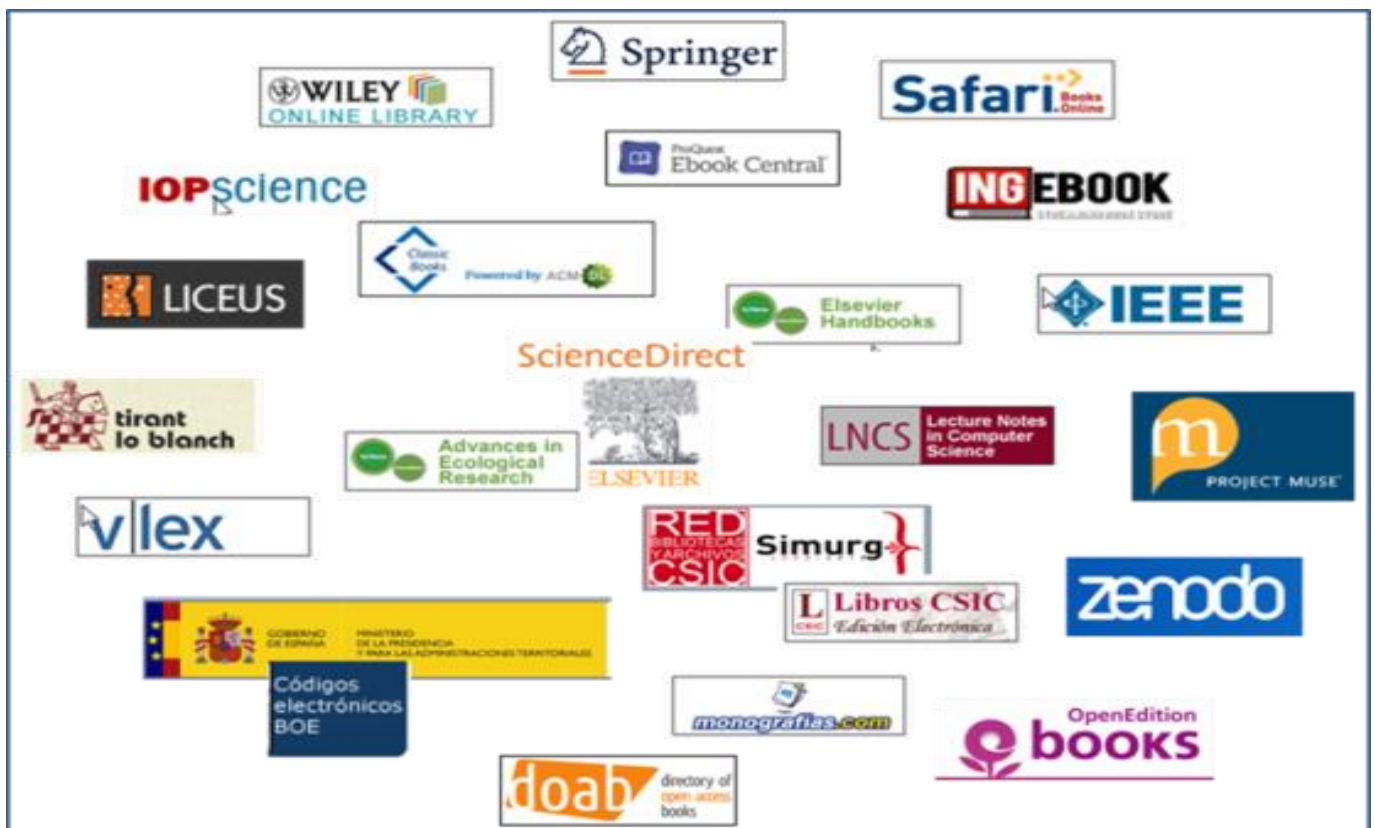 Springer
WILEY
ONLINE LIBRARY
Safari Books
Online
ProQuest
Ebook Central
IOPscience
INGEBOOK
Classic
Books
Powered by ACM DL
LICEUS
Elsevier
Handbooks
IEEE
ScienceDirect
tirant
lo blanch
Advances in
Ecological
Research
ELSEVIER
LNCS
Lecture Notes
in Computer
Science
m
PROJECT MUSE
v|lex
RED
BIBLIOTECAS
Y ARCHIVOS
CSIC
Simurg
L
CSIC
Libros CSIC
Edición Electrónica
zenodo
GOBIERNO
DE ESPAÑA
MINISTERIO
DE LA PRESIDENCIA
Y PARA LAS ADMINISTRACIONES TERRITORIALES
Códigos
electrónicos
BOE
monografias.com
OpenEdition
books
doab
directory of
open access
books